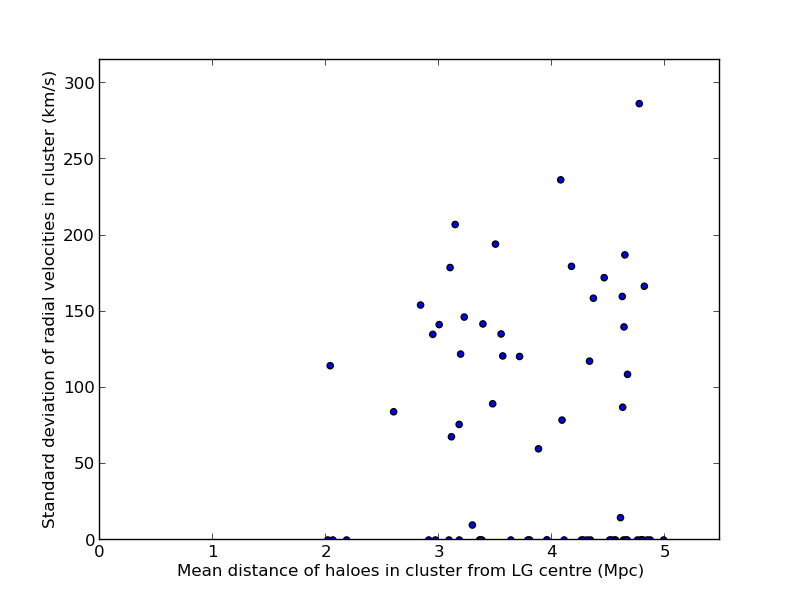 300
250
200
150
100
50
0
0 1 2 3 4 5
Mean distance of haloes in cluster from LG centre (Mpc)
Standard deviation of radial velocities in cluster (km/s)